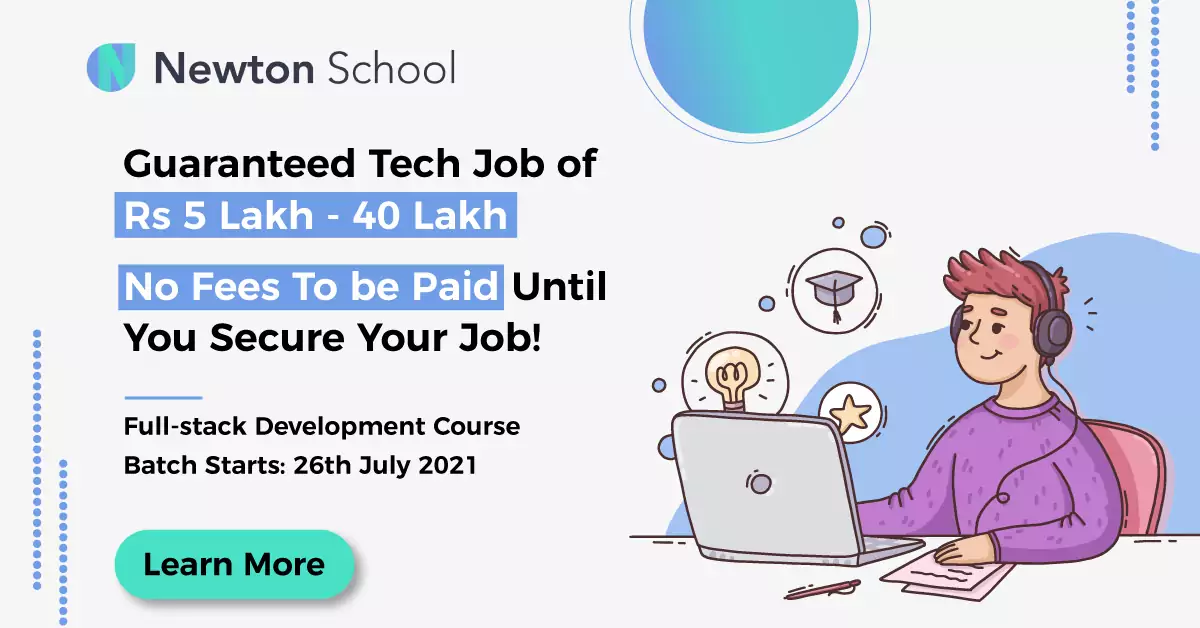 Newton School
Guaranteed Tech Job of
Rs 5 Lakh - 40 Lakh
No Fees To be Paid Until
You Secure Your Job!
Full-stack Development Course
Batch Starts: 26th July 2021
Learn More